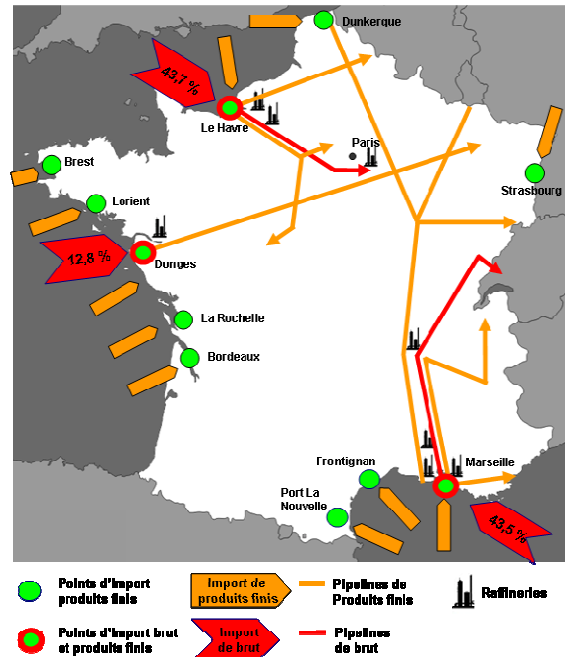 Dunkerque
43,7 %
Le Havre
Paris
Brest
Strasbourg
Lorient
12,8 %
Donges
La Rochelle
Bordeaux
Frontignan
Marseille
Port La
Nouvelle
43,5 %
Points d'import
produits finis
Import de
produits finis
Pipelines de
Produits finis
Raffineries
Points d'import brut
et produits finis
Import
de brut
Pipelines
de brut